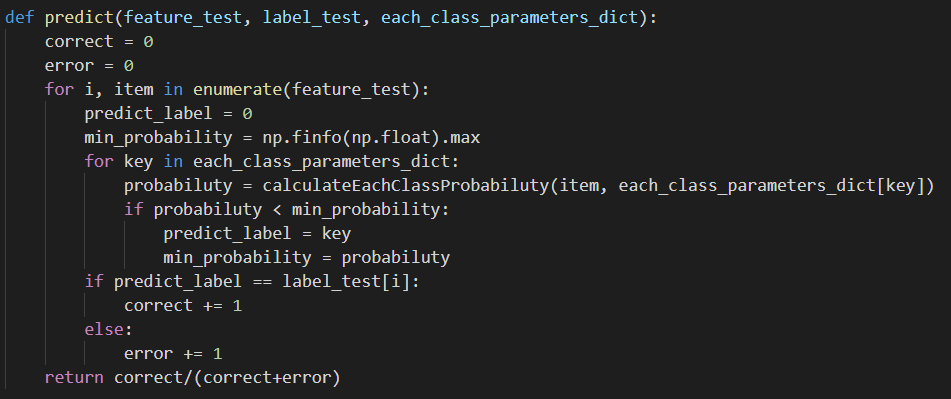 def predict(feature_test, label_test, each_class_parameters_dict):
    correct = 0
    error = 0
    for i, item in enumerate(feature_test):
        predict_label = 0
        min_probability = np.finfo(np.float).max
        for key in each_class_parameters_dict:
            probabiluty = calculateEachClassProbabiluty(item, each_class_parameters_dict[key])
            if probabiluty < min_probability:
                predict_label = key
                min_probability = probabiluty
        if predict_label == label_test[i]:
            correct += 1
        else:
            error += 1
    return correct/(correct+error)